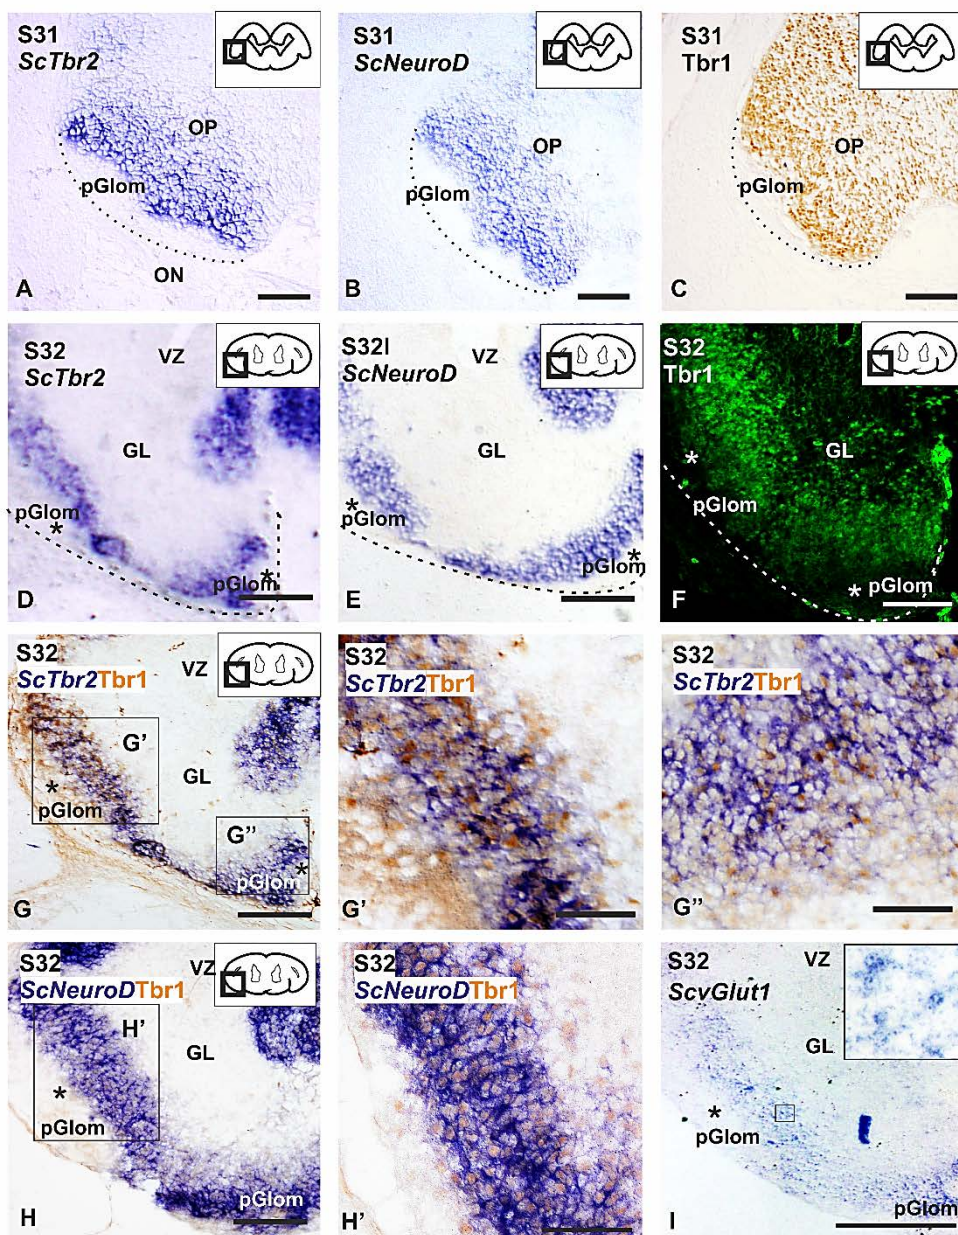 S31
ScTbr2
OP
pGlom
ON
A
S31
ScNeuroD
OP
pGlom
B
S31
Tbr1
OP
pGlom
C
S32
ScTbr2
VZ
GL
pGlom
*
*
pGlom
D
S32I
ScNeuroD
VZ
GL
*
pGlom
*
pGlom
E
S32
Tbr1
GL
*
pGlom
* pGlom
F
S32
ScTbr2Tbr1
VZ
G'
GL
*
pGlom
G''
*
pGlom
G
S32
ScTbr2Tbr1
G'
S32
ScTbr2Tbr1
G''
S32
ScNeuroDTbr1
VZ
H'
GL
*
pGlom
pGlom
H
S32
ScNeuroDTbr1
H'
S32
ScvGlut1
VZ
GL
*
pGlom
pGlom
I